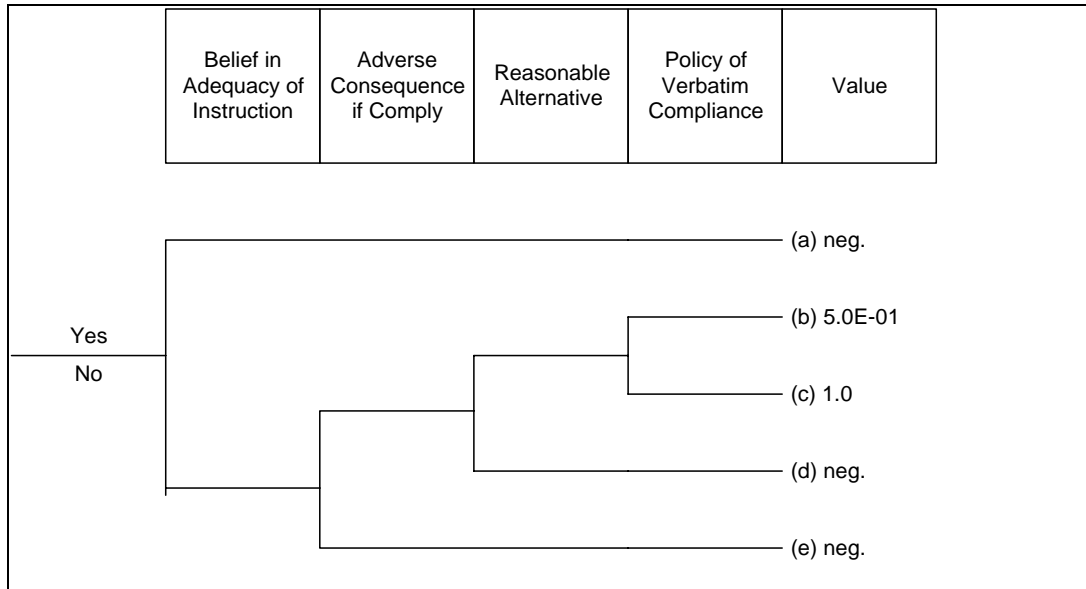 Belief in
Adequacy of
Instruction
Adverse
Consequence
if Comply
Reasonable
Alternative
Policy of
Verbatim
Compliance
Value
Yes
No
(a) neg.
(b) 5.0E-01
(c) 1.0
(d) neg.
(e) neg.